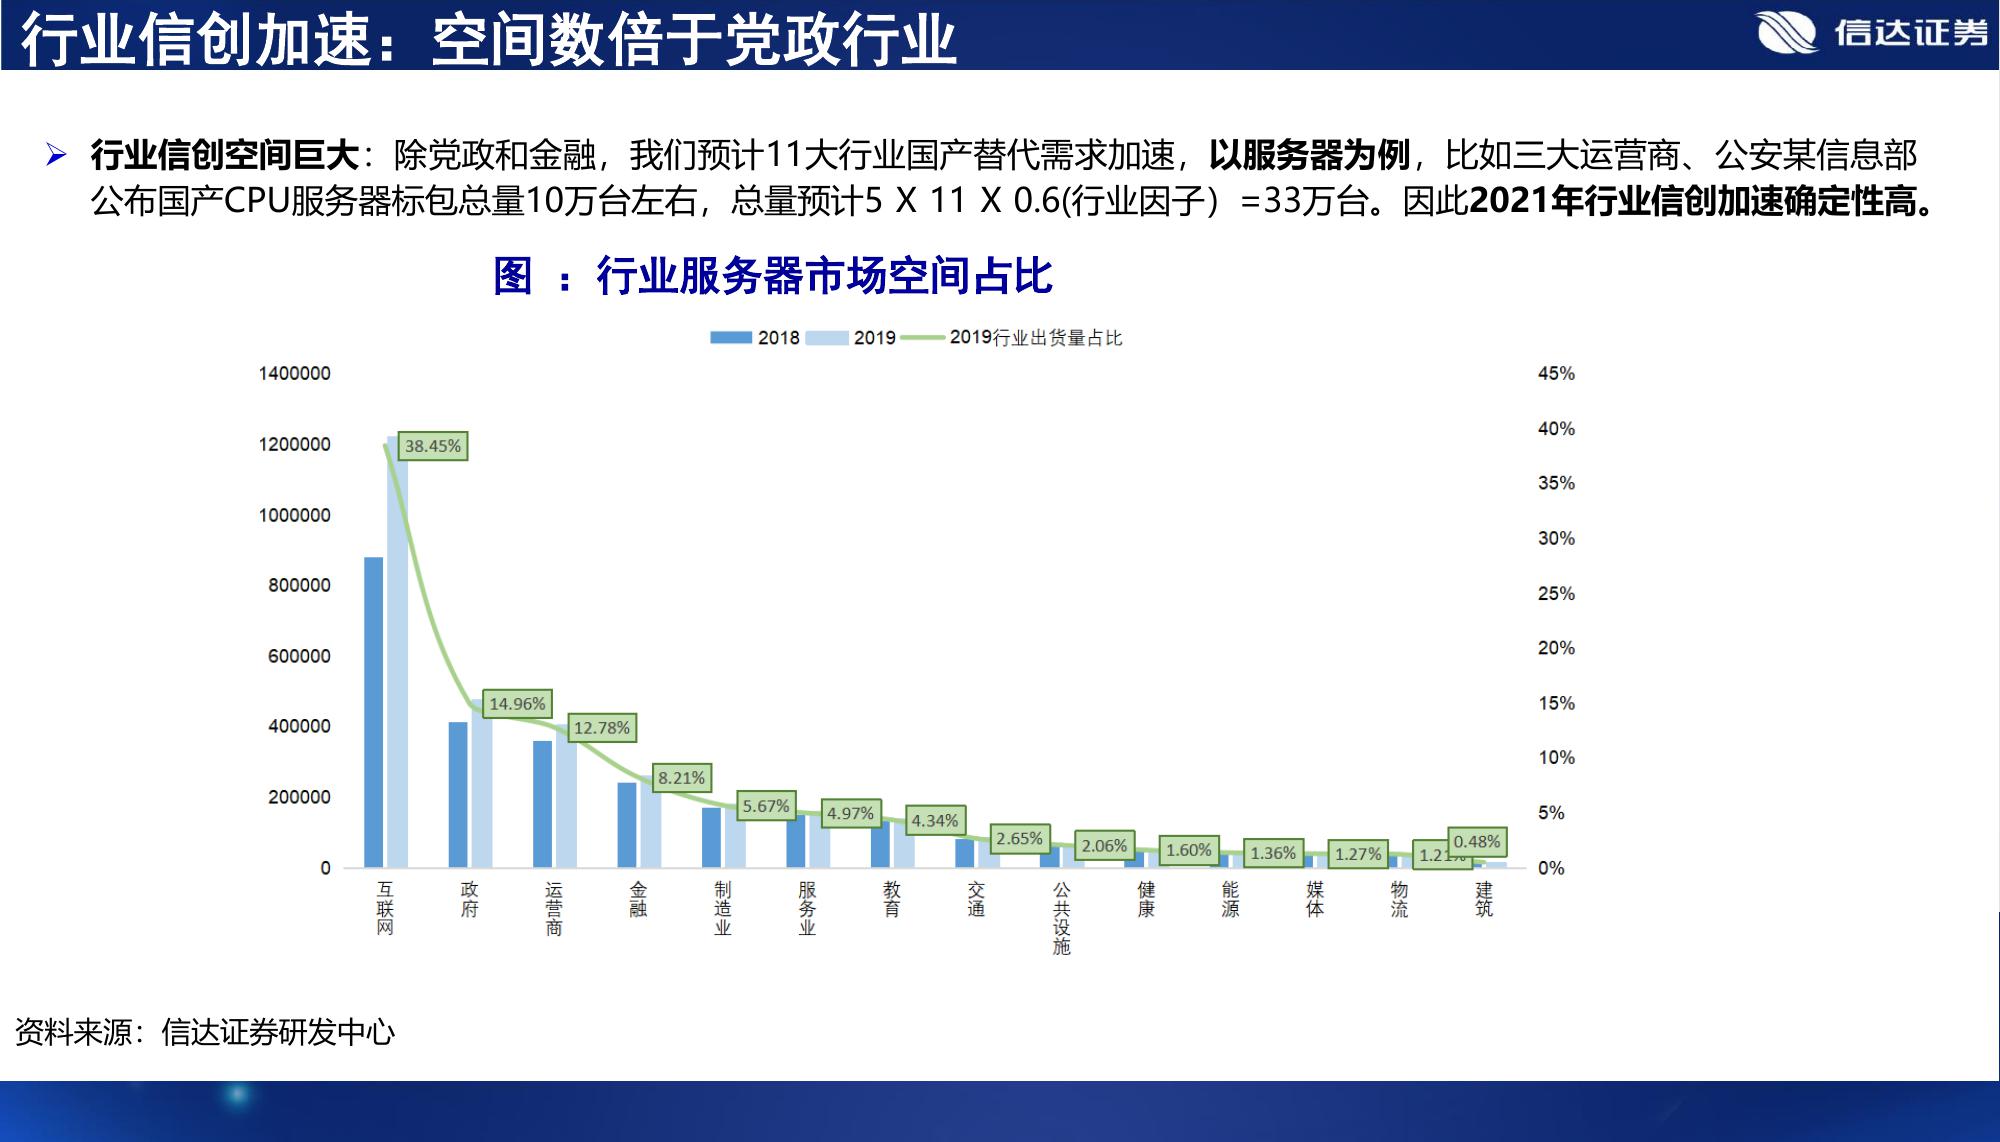 行业信创加速：空间数倍于党政行业
信达证券
行业信创空间巨大：除党政和金融，我们预计11大行业国产替代需求加速，以服务器为例，比如三大运营商、公安某信息部
公布国产CPU服务器标包总量10万台左右，总量预计5 X 11 X 0.6(行业因子）=33万台。因此2021年行业信创加速确定性高。
图 ：行业服务器市场空间占比
2018 2019 2019行业出货量占比
1400000
1200000
1000000
800000
600000
400000
200000
0
45%
40%
35%
30%
25%
20%
15%
10%
5%
0%
38.45%
14.96%
12.78%
8.21%
5.67%
4.97%
4.34%
2.65%
2.06%
1.60%
1.36%
1.27%
0.48%
互联网
政府
运营商
金融
制造业
服务业
教育
交通
公共设施
健康
能源
媒体
物流
建筑
资料来源：信达证券研发中心